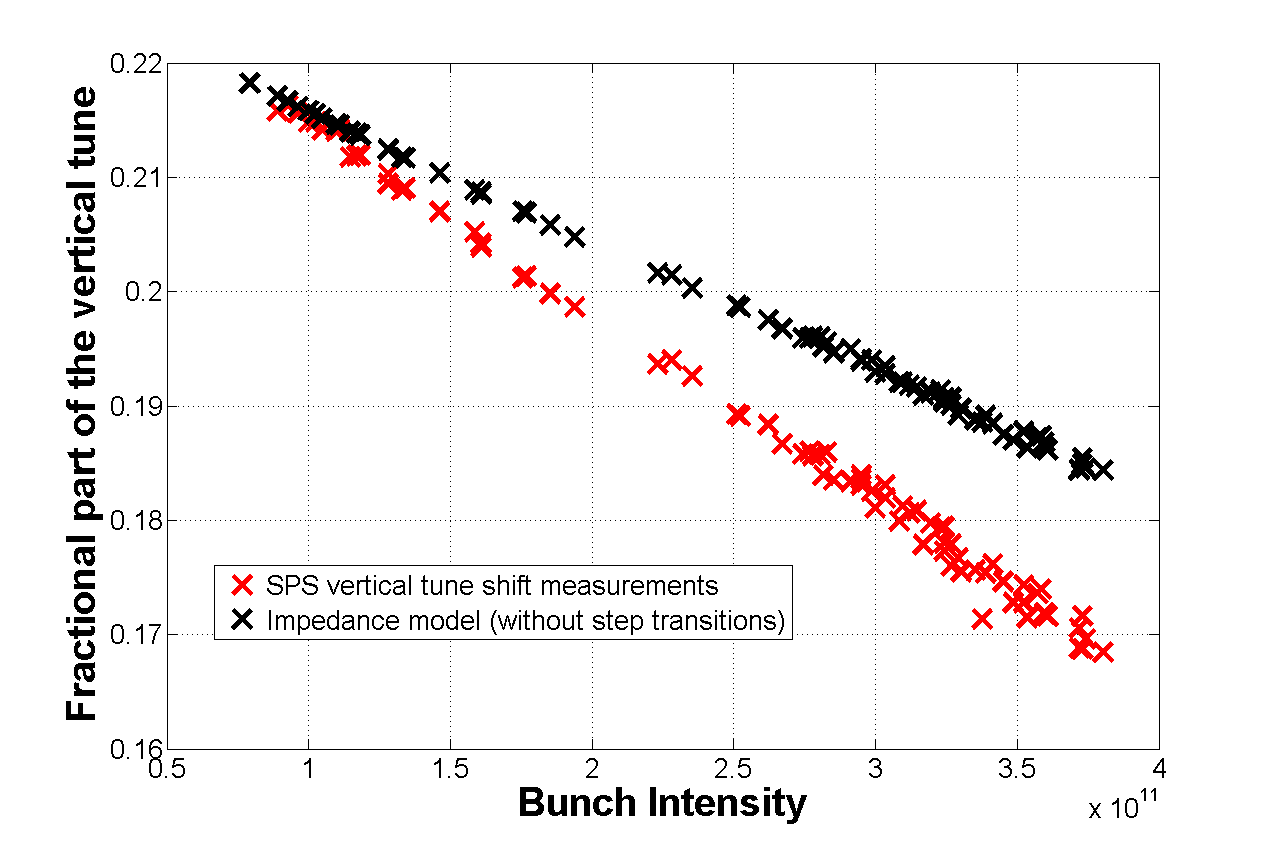 Fractional part of the vertical tune
0.22
0.21
0.2
0.19
0.18
0.17
0.16
SPS vertical tune shift measurements
Impedance model (without step transitions)
0.5 1 1.5 2 2.5 3 3.5 4
Bunch Intensity
x 10^11